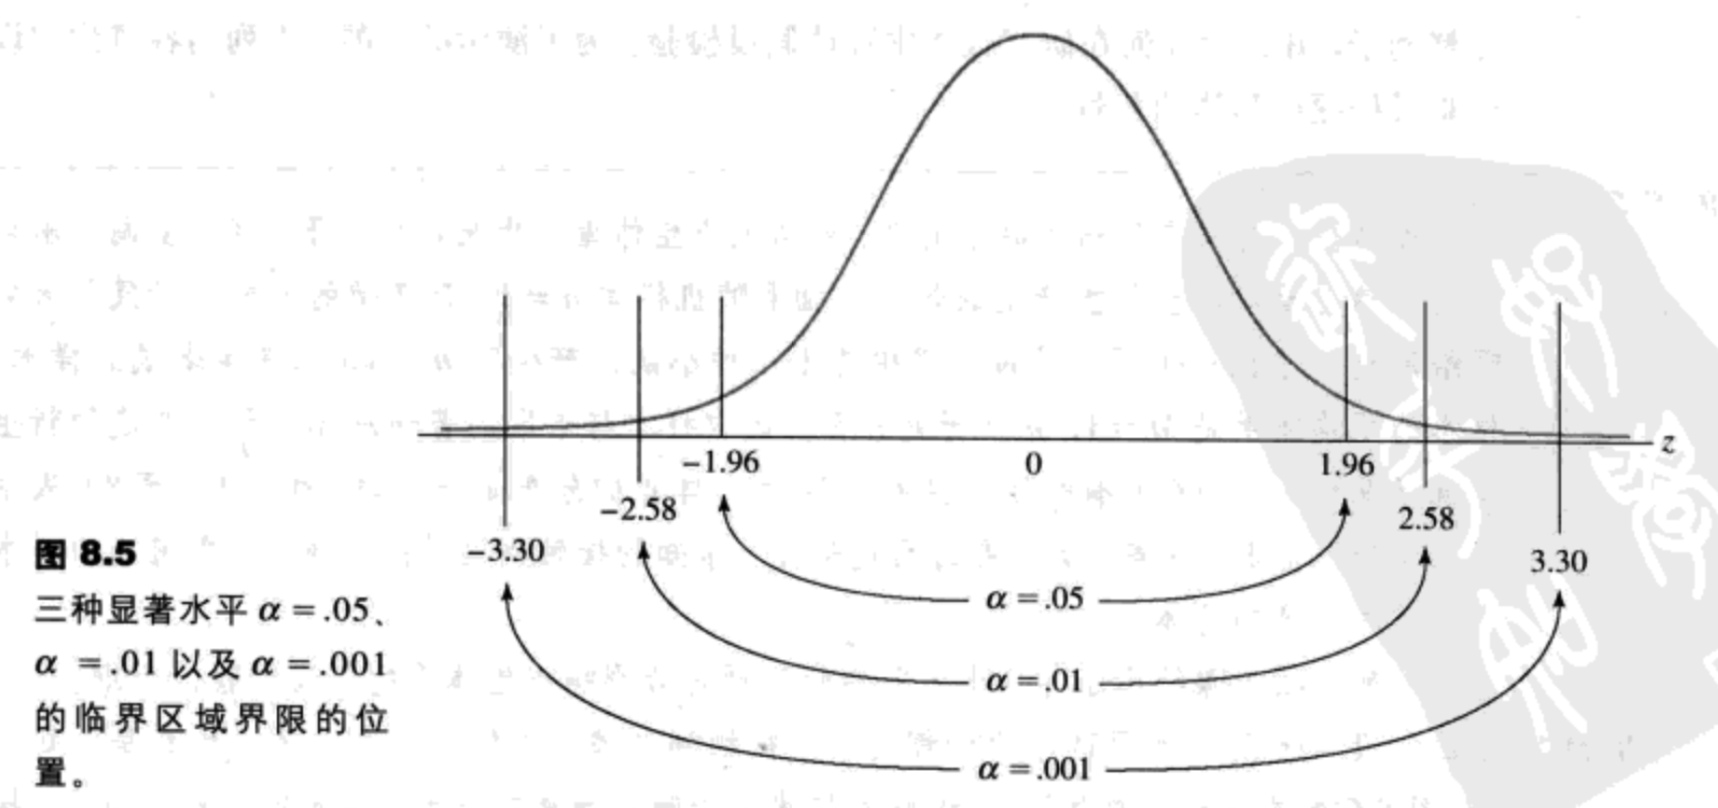 -1.96
0
1.96
z
-2.58
2.58
-3.30
3.30
α =.05
α =.01
α =.001
图 8.5
三种显著水平 α = .05、
α =.01 以及 α = .001
的临界区域界限的位
置。